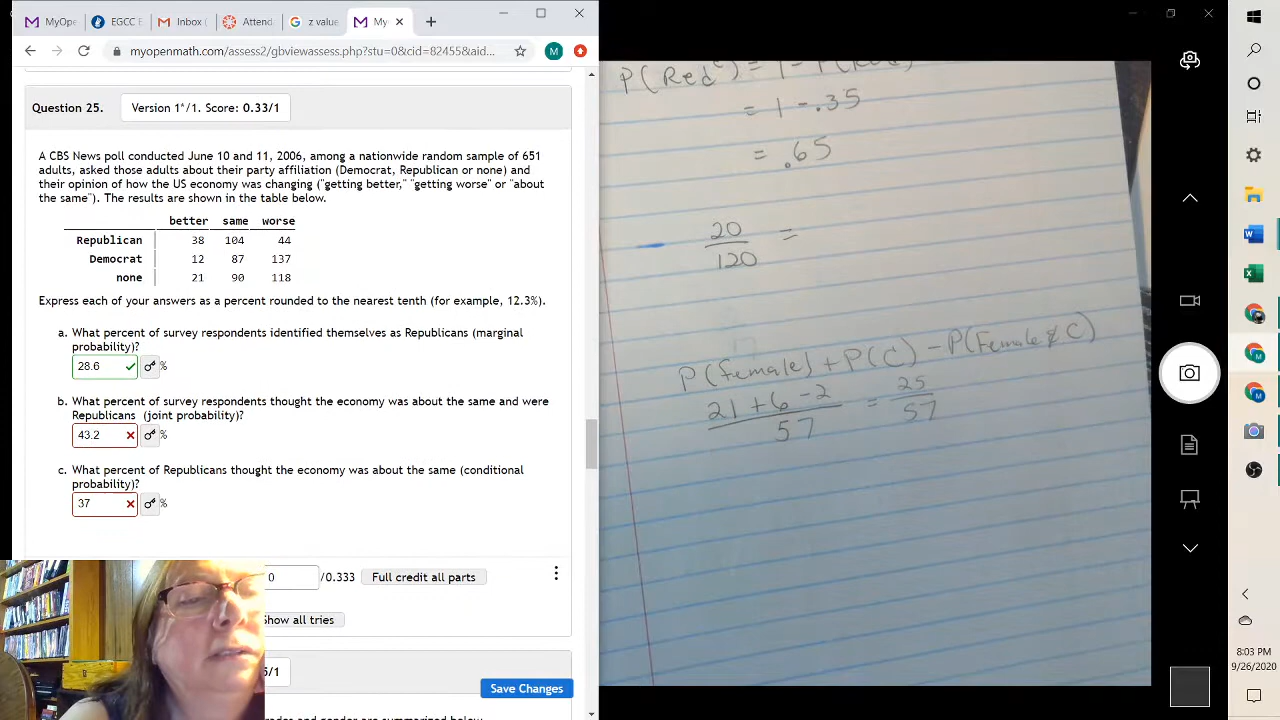 MyOpe
EGCC E
Inbox (
Attend
z value
My
myopenmath.com/assess2/gbviewassess.php?stu=0&cid=82455&aid...
M
Question 25.
Version 1*/1. Score: 0.33/1
A CBS News poll conducted June 10 and 11, 2006, among a nationwide random sample of 651
adults, asked those adults about their party affiliation (Democrat, Republican or none) and
their opinion of how the US economy was changing ("getting better," "getting worse" or "about
the same"). The results are shown in the table below.
better same worse
Republican 38 104 44
Democrat 12 87 137
none 21 90 118
Express each of your answers as a percent rounded to the nearest tenth (for example, 12.3%).
a. What percent of survey respondents identified themselves as Republicans (marginal
probability)?
28.6 %
b. What percent of survey respondents thought the economy was about the same and were
Republicans (joint probability)?
43.2 %
c. What percent of Republicans thought the economy was about the same (conditional
probability)?
37 %
0 /0.333 Full credit all parts
Show all tries
Save Changes
P(Redᶜ) = 1 -
= 1 - .35
= .65
20
120
=
P(Female) + P(C) - P(Female & C)
21 + 6 - 2
57
= 25
57
8:03 PM
9/26/2020